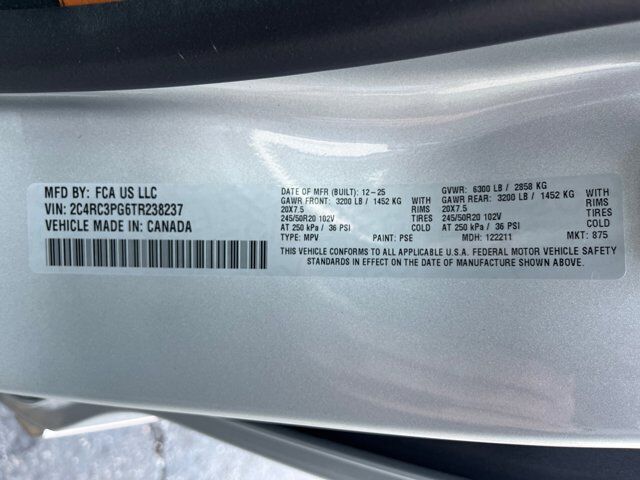 MFD BY: FCA US LLC
VIN: 2C4RC3PG6TR238237
VEHICLE MADE IN: CANADA
DATE OF MFR (BUILT): 12-25
GAWR FRONT: 3200 LB / 1452 KG WITH
20X7.5 RIMS
245/50R20 102V TIRES
AT 250 kPa / 36 PSI COLD
TYPE: MPV PAINT: PSE
GVWR: 6300 LB / 2858 KG
GAWR REAR: 3200 LB / 1452 KG WITH
20X7.5 RIMS
245/50R20 102V TIRES
AT 250 kPa / 36 PSI COLD
MDH: 122211 MKT: 875
THIS VEHICLE CONFORMS TO ALL APPLICABLE U.S.A. FEDERAL MOTOR VEHICLE SAFETY
STANDARDS IN EFFECT ON THE DATE OF MANUFACTURE SHOWN ABOVE.